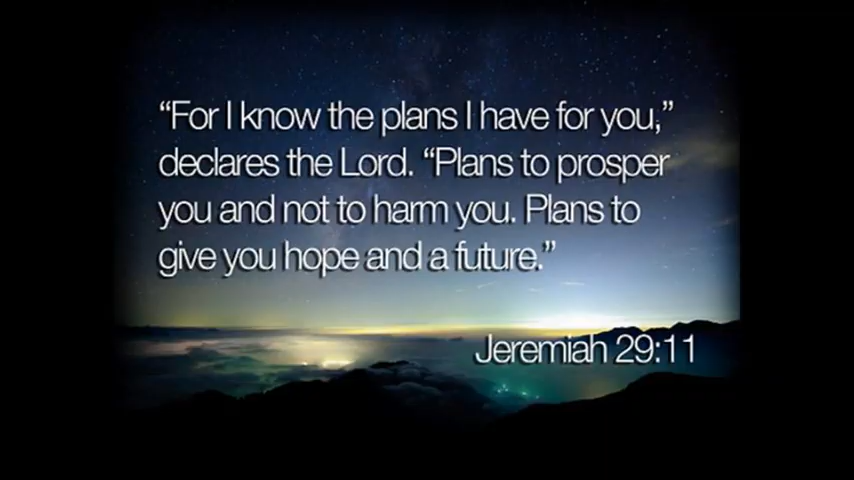 “For I know the plans I have for you,”
declares the Lord. “Plans to prosper
you and not to harm you. Plans to
give you hope and a future.”
Jeremiah 29:11